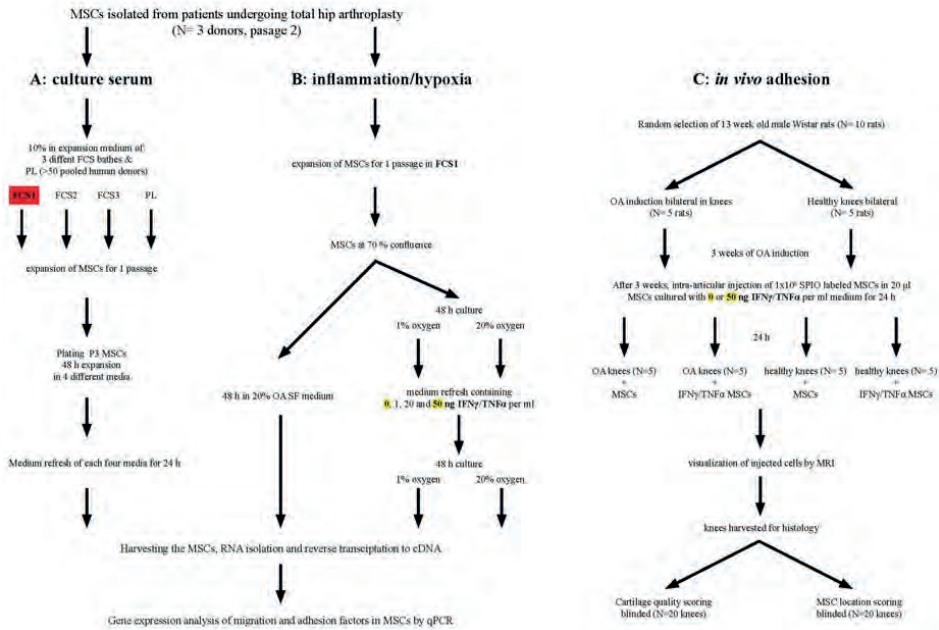 MSCs isolated from patients undergoing total hip arthroplasty
(N= 3 donors, pasage 2)
A: culture serum
10% in expansion medium of
3 diffent FCS bathes &
PL (>50 pooled human donors)
FCS1 FCS2 FCS3 PL
expansion of MSCs for 1 passage
Plating P3 MSCs
48 h expansion
in 4 different media
Medium refresh of each four media for 24 h
B: inflammation/hypoxia
expansion of MSCs for 1 passage in FCS1
MSCs at 70 % confluence
48 h culture
1% oxygen 20% oxygen
48 h in 20% OA SF medium
medium refresh containing
0, 1, 20 and 50 ng IFNγ/TNFα per ml
48 h culture
1% oxygen 20% oxygen
Harvesting the MSCs, RNA isolation and reverse transciptation to cDNA
Gene expression analysis of migration and adhesion factors in MSCs by qPCR
C: in vivo adhesion
Random selection of 13 week old male Wistar rats (N= 10 rats)
OA induction bilateral in knees
(N= 5 rats)
Healthy knees bilateral
(N= 5 rats)
3 weeks of OA induction
After 3 weeks, intra-articular injection of 1x10⁶ SPIO labeled MSCs in 20 µl
MSCs cultured with 0 or 50 ng IFNγ/TNFα per ml medium for 24 h
24 h
OA knees (N=5)
+
MSCs
OA knees (N=5)
+
IFNγ/TNFα MSCs
healthy knees (N= 5)
+
MSCs
healthy knees (N= 5)
+
IFNγ/TNFα MSCs
visualization of injected cells by MRI
knees harvested for histology
Cartilage quality scoring
blinded (N=20 knees)
MSC location scoring
blinded (N=20 knees)